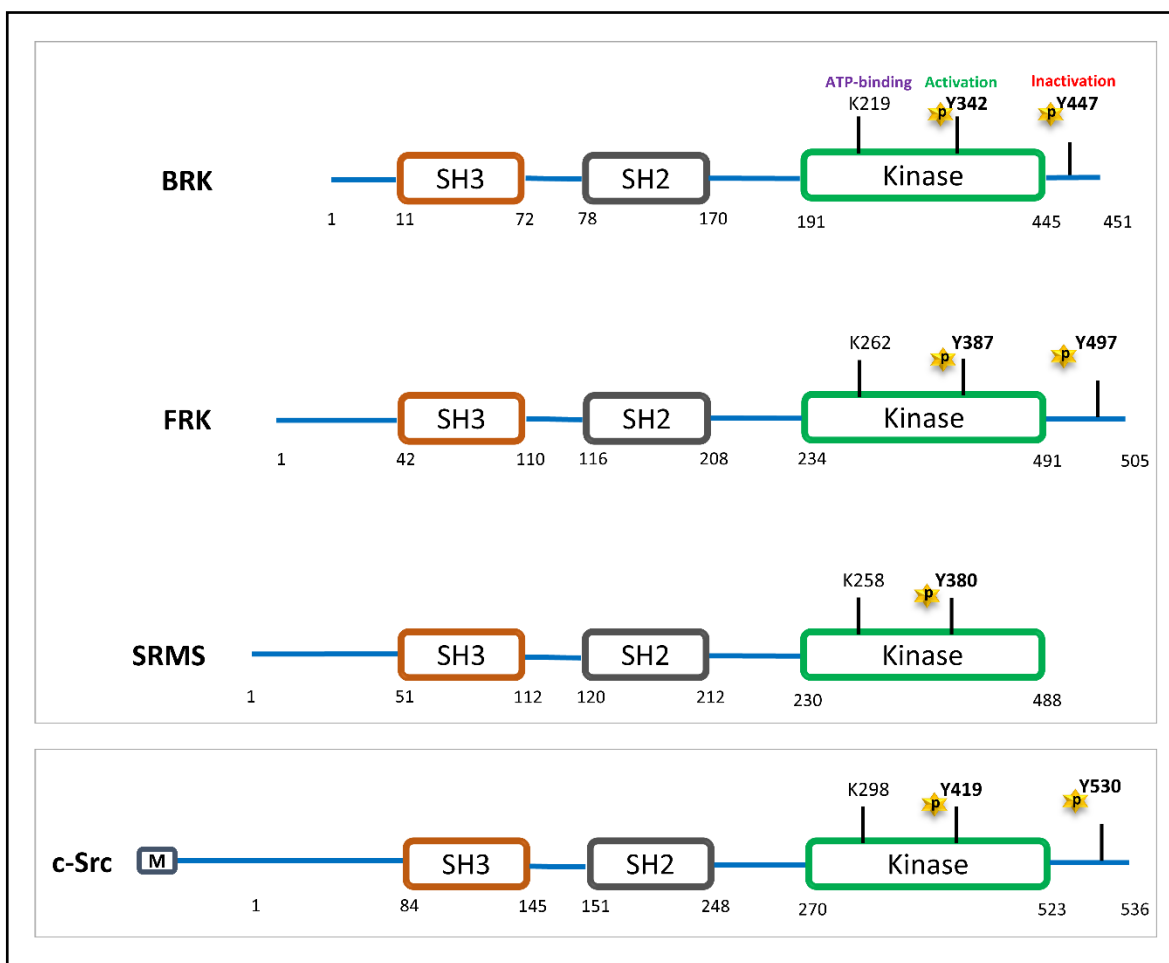 ATP-binding Activation Inactivation
K219 p Y342 p Y447
BRK SH3 SH2 Kinase
1 11 72 78 170 191 445 451
K262 p Y387 p Y497
FRK SH3 SH2 Kinase
1 42 110 116 208 234 491 505
K258 p Y380
SRMS SH3 SH2 Kinase
1 51 112 120 212 230 488
K298 p Y419 p Y530
c-Src M SH3 SH2 Kinase
1 84 145 151 248 270 523 536